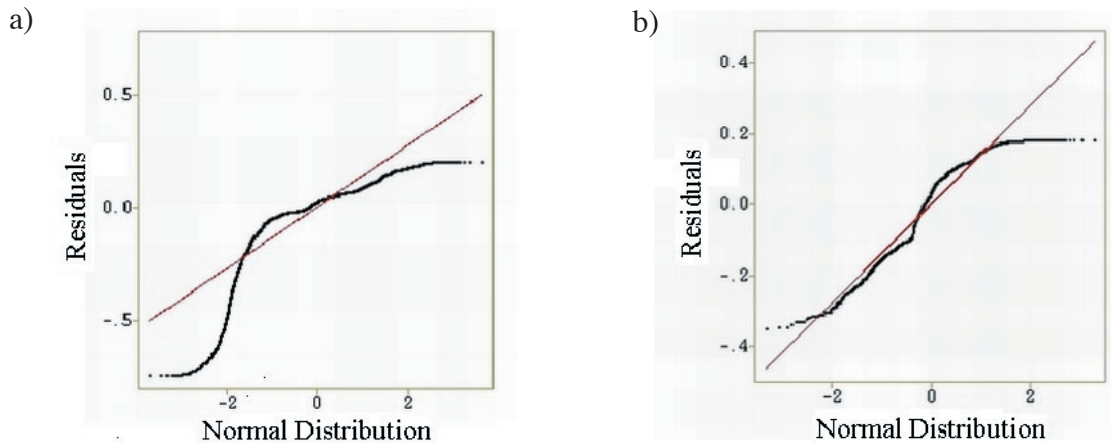 a)
0.5
0.0
-.5
Residuals
-2 0 2
Normal Distribution
b)
0.4
0.2
0.0
-.2
-.4
Residuals
-2 0 2
Normal Distribution